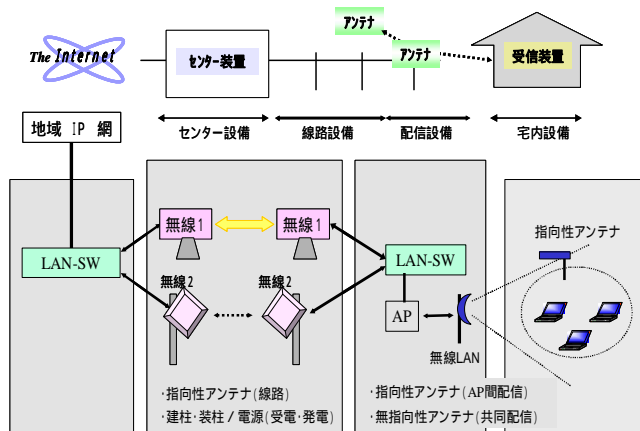 アンテナ
The Internet
センター装置
アンテナ
受信装置
地域 IP 網
センター設備
線路設備
配信設備
宅内設備
無線1
無線1
指向性アンテナ
LAN-SW
LAN-SW
無線2
無線2
AP
無線LAN
・指向性アンテナ(線路)
・建柱・装柱/電源(受電・発電)
・指向性アンテナ(AP間配信)
・無指向性アンテナ(共同配信)